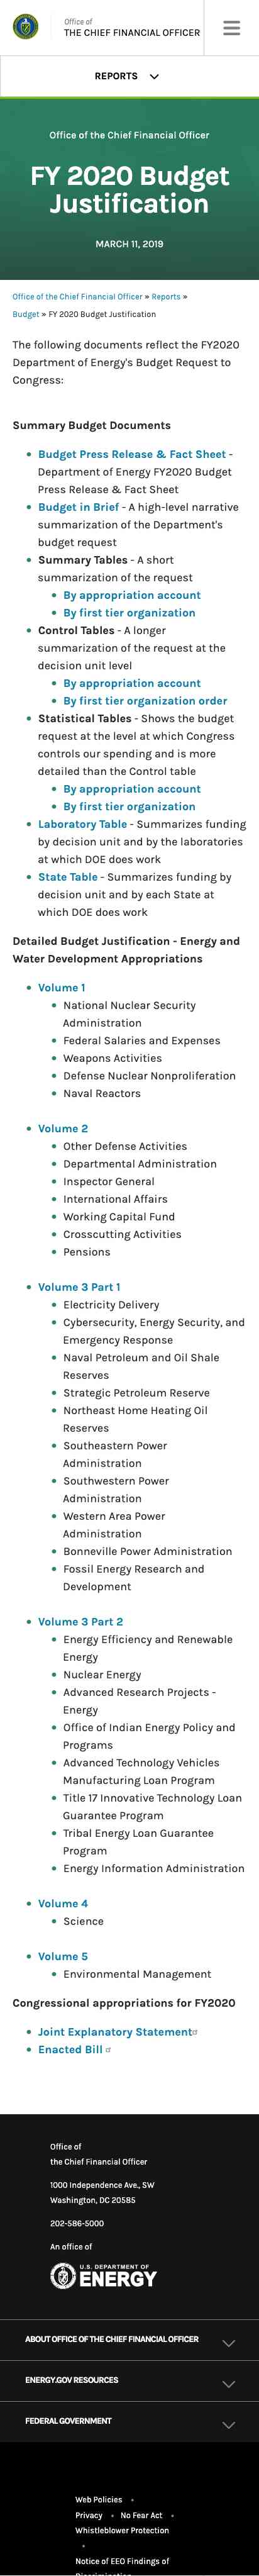 Office of
THE CHIEF FINANCIAL OFFICER
REPORTS
Office of the Chief Financial Officer
FY 2020 Budget
Justification
MARCH 11, 2019
Office of the Chief Financial Officer » Reports »
Budget » FY 2020 Budget Justification
The following documents reflect the FY2020
Department of Energy's Budget Request to
Congress:
Summary Budget Documents
Budget Press Release & Fact Sheet -
Department of Energy FY2020 Budget
Press Release & Fact Sheet
Budget in Brief - A high-level narrative
summarization of the Department's
budget request
Summary Tables - A short
summarization of the request
By appropriation account
By first tier organization
Control Tables - A longer
summarization of the request at the
decision unit level
By appropriation account
By first tier organization order
Statistical Tables - Shows the budget
request at the level at which Congress
controls our spending and is more
detailed than the Control table
By appropriation account
By first tier organization
Laboratory Table - Summarizes funding
by decision unit and by the laboratories
at which DOE does work
State Table - Summarizes funding by
decision unit and by each State at
which DOE does work
Detailed Budget Justification - Energy and
Water Development Appropriations
Volume 1
National Nuclear Security
Administration
Federal Salaries and Expenses
Weapons Activities
Defense Nuclear Nonproliferation
Naval Reactors
Volume 2
Other Defense Activities
Departmental Administration
Inspector General
International Affairs
Working Capital Fund
Crosscutting Activities
Pensions
Volume 3 Part 1
Electricity Delivery
Cybersecurity, Energy Security, and
Emergency Response
Naval Petroleum and Oil Shale
Reserves
Strategic Petroleum Reserve
Northeast Home Heating Oil
Reserves
Southeastern Power
Administration
Southwestern Power
Administration
Western Area Power
Administration
Bonneville Power Administration
Fossil Energy Research and
Development
Volume 3 Part 2
Energy Efficiency and Renewable
Energy
Nuclear Energy
Advanced Research Projects -
Energy
Office of Indian Energy Policy and
Programs
Advanced Technology Vehicles
Manufacturing Loan Program
Title 17 Innovative Technology Loan
Guarantee Program
Tribal Energy Loan Guarantee
Program
Energy Information Administration
Volume 4
Science
Volume 5
Environmental Management
Congressional appropriations for FY2020
Joint Explanatory Statement
Enacted Bill
Office of
the Chief Financial Officer
1000 Independence Ave., SW
Washington, DC 20585
202-586-5000
An office of
U.S. DEPARTMENT OF
ENERGY
ABOUT OFFICE OF THE CHIEF FINANCIAL OFFICER
ENERGY.GOV RESOURCES
FEDERAL GOVERNMENT
Web Policies •
Privacy • No Fear Act •
Whistleblower Protection
•
Notice of EEO Findings of